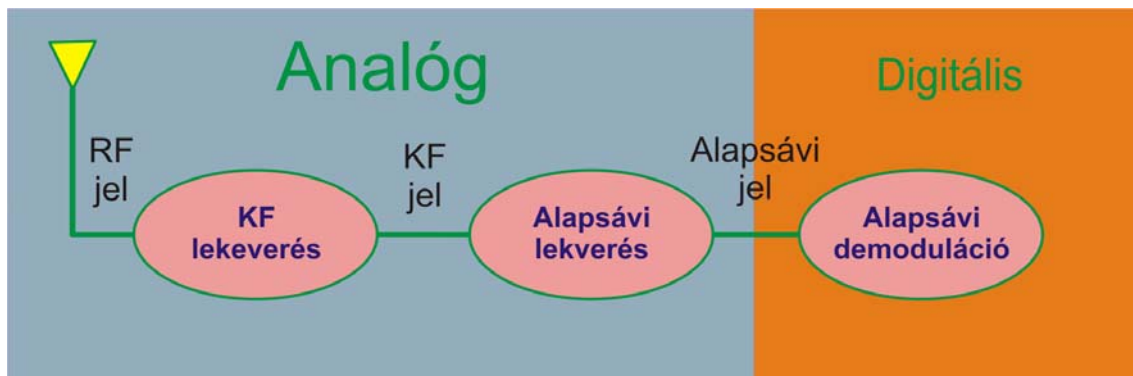 Analóg
Digitális
RF
jel
KF
jel
Alapsávi
jel
KF
lekeverés
Alapsávi
lekverés
Alapsávi
demoduláció